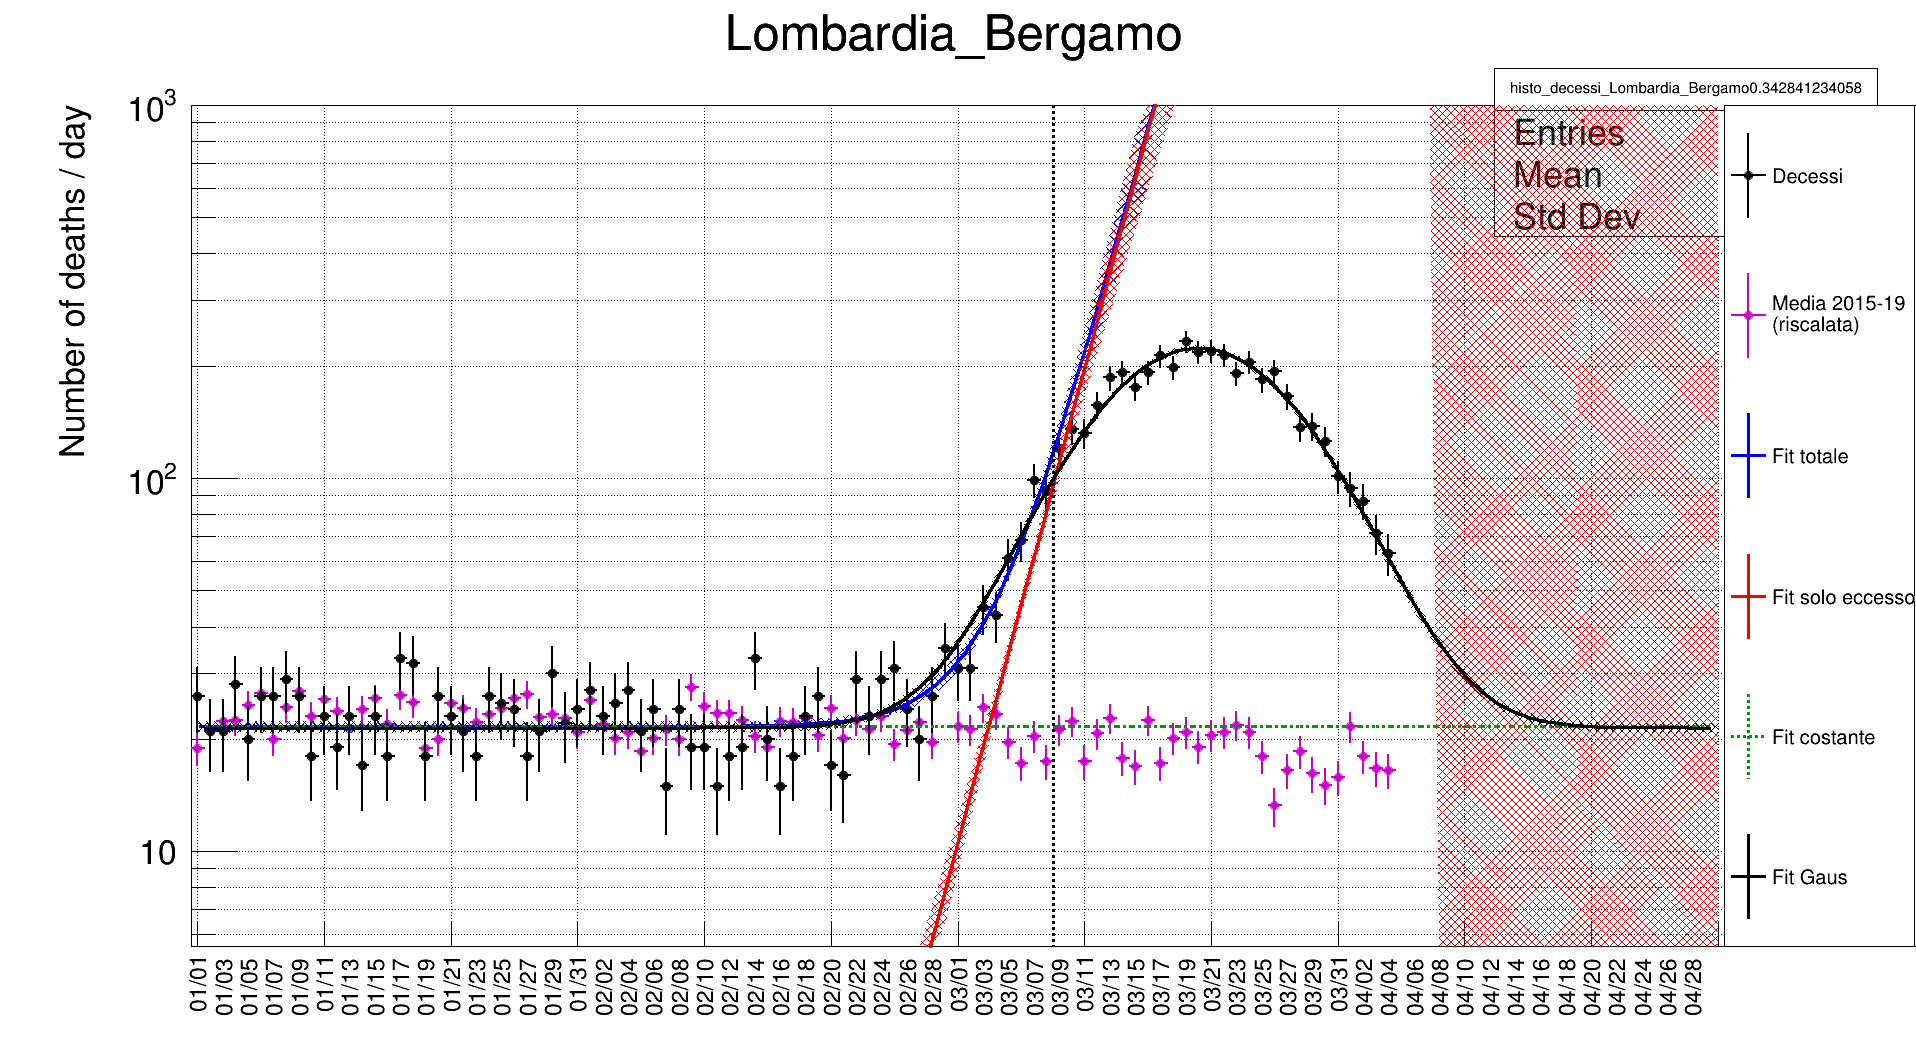 Lombardia_Bergamo
histo_decessi_Lombardia_Bergamo0.342841234058
Entries
Mean
Std Dev
Number of deaths / day
10³
10²
10
Decessi
Media 2015-19
(riscalata)
Fit totale
Fit solo eccesso
Fit costante
Fit Gaus
01/01 01/03 01/05 01/07 01/09 01/11 01/13 01/15 01/17 01/19 01/21 01/23 01/25 01/27 01/29 01/31 02/02 02/04 02/06 02/08 02/10 02/12 02/14 02/16 02/18 02/20 02/22 02/24 02/26 02/28 03/01 03/03 03/05 03/07 03/09 03/11 03/13 03/15 03/17 03/19 03/21 03/23 03/25 03/27 03/29 03/31 04/02 04/04 04/06 04/08 04/10 04/12 04/14 04/16 04/18 04/20 04/22 04/24 04/26 04/28